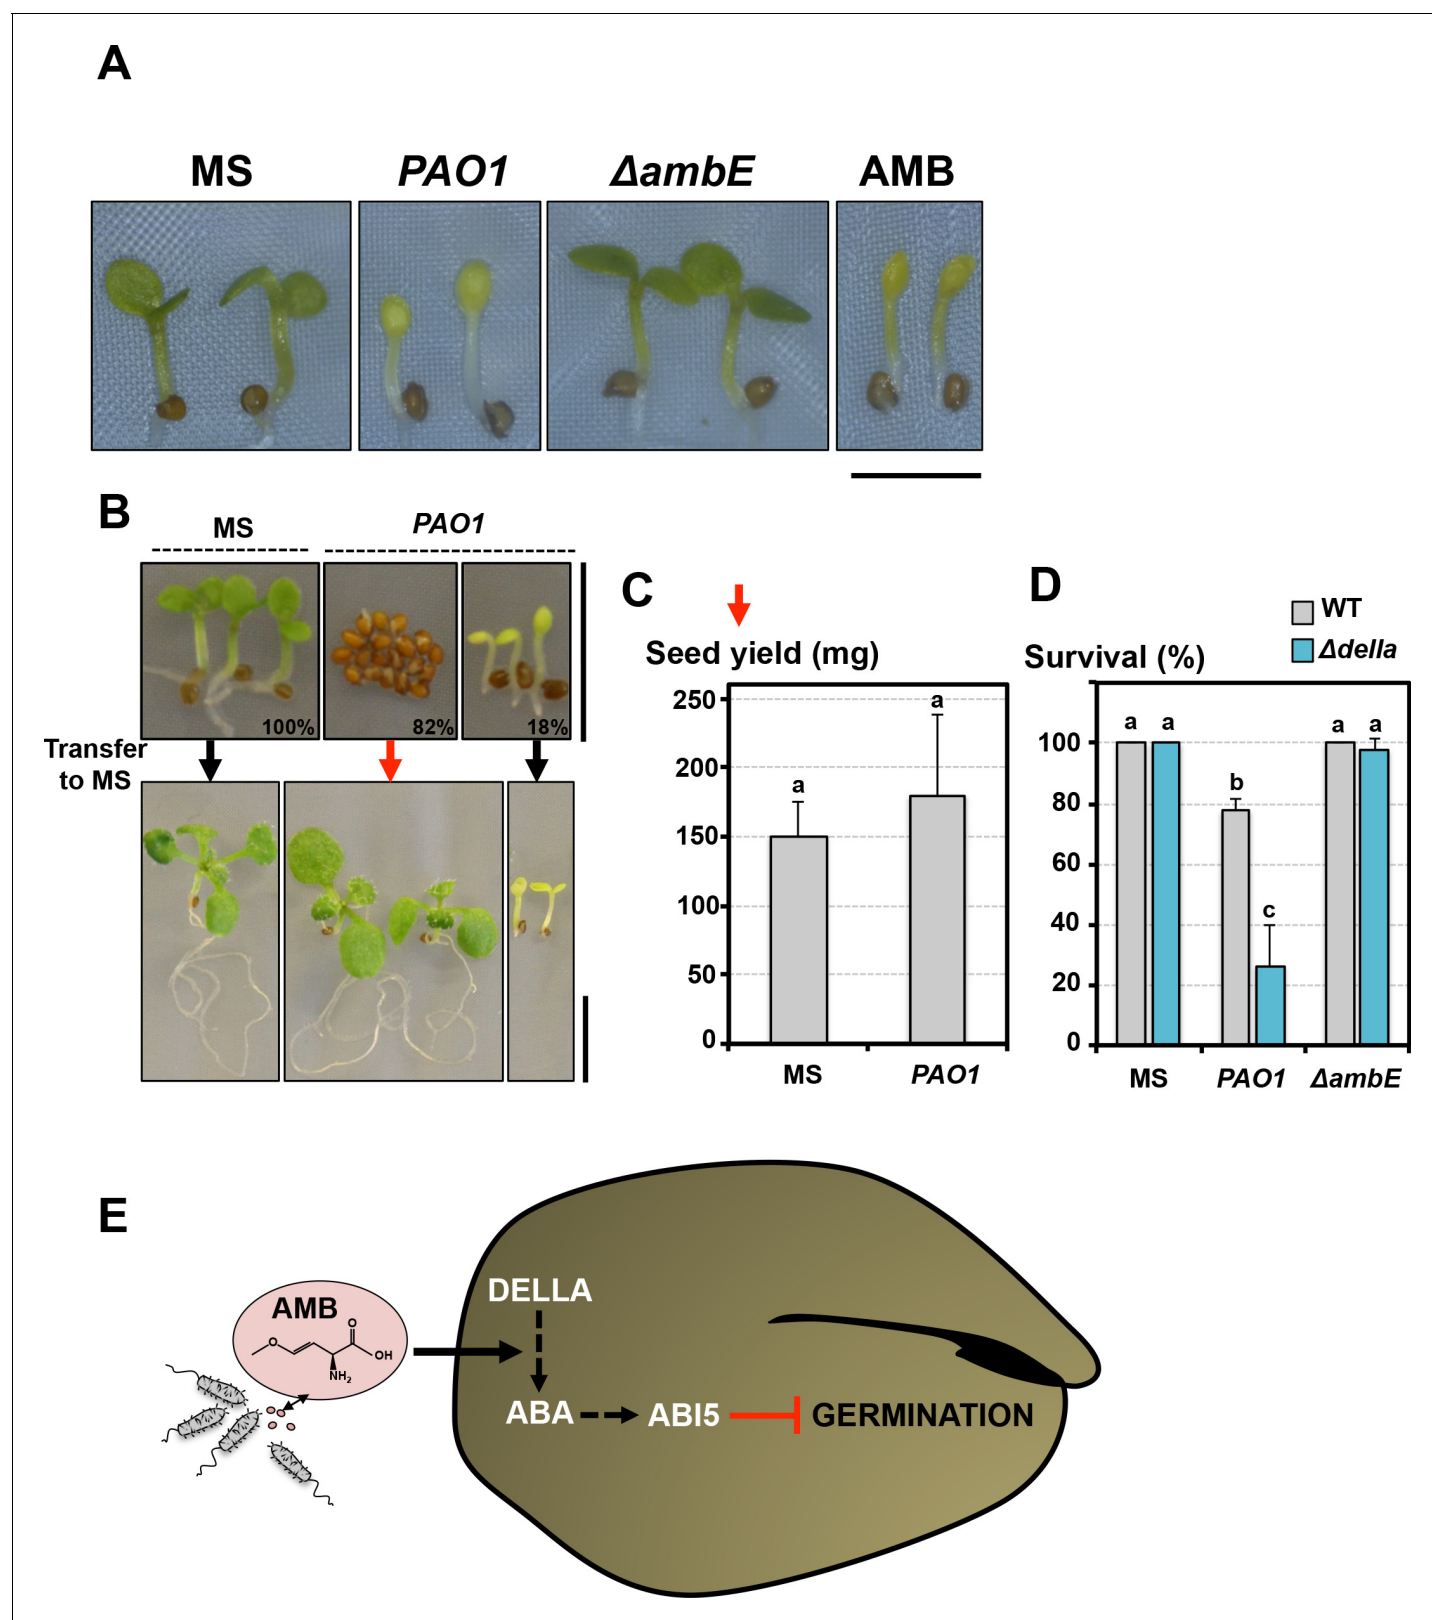 A
MS PAO1 ΔambE AMB
B
MS PAO1
100% 82% 18%
Transfer
to MS
C
Seed yield (mg)
250
200
150
100
50
0
a a
MS PAO1
D
WT
Δdella
Survival (%)
100
80
60
40
20
0
a a b c a a
MS PAO1 ΔambE
E
AMB
O O OH NH2
DELLA
ABA ABI5 GERMINATION